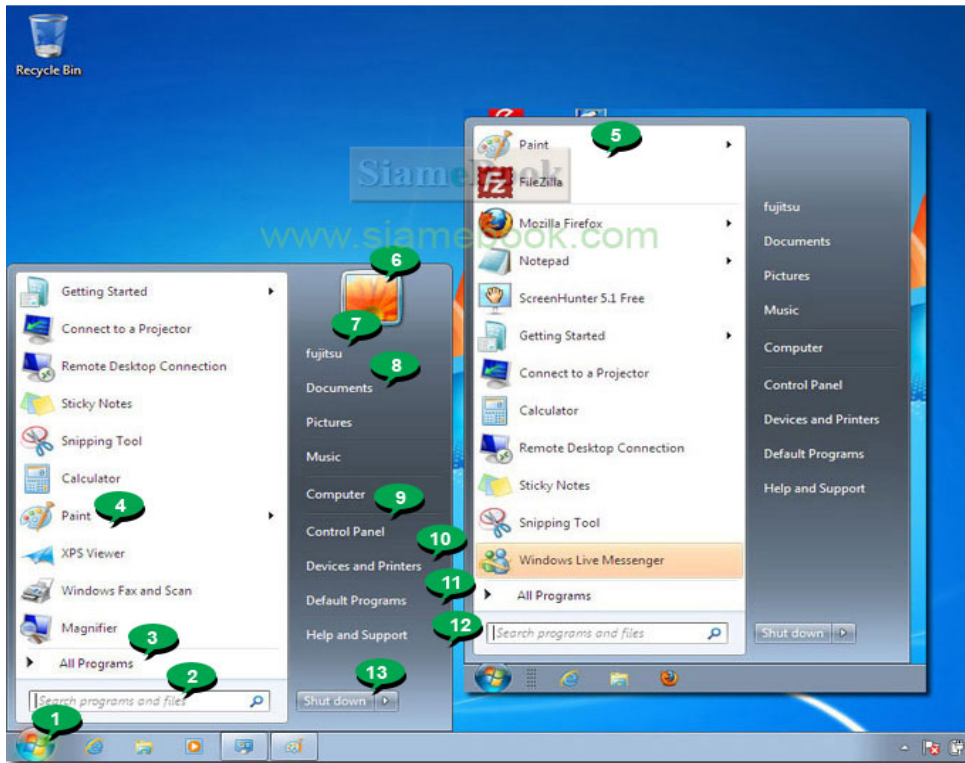 Recycle Bin
SiameBook
www.siamebook.com
5
Paint
FileZilla
Mozilla Firefox
Notepad
ScreenHunter 5.1 Free
Getting Started
Connect to a Projector
Calculator
Remote Desktop Connection
Sticky Notes
Snipping Tool
Windows Live Messenger
All Programs
12
Search programs and files
fujitsu
Documents
Pictures
Music
Computer
Control Panel
Devices and Printers
Default Programs
Help and Support
Shut down
Getting Started
Connect to a Projector
Remote Desktop Connection
Sticky Notes
Snipping Tool
Calculator
4
Paint
XPS Viewer
Windows Fax and Scan
Magnifier
3
All Programs
2
Search programs and files
1
6
7
fujitsu
8
Documents
Pictures
Music
Computer
9
Control Panel
10
Devices and Printers
11
Default Programs
Help and Support
13
Shut down